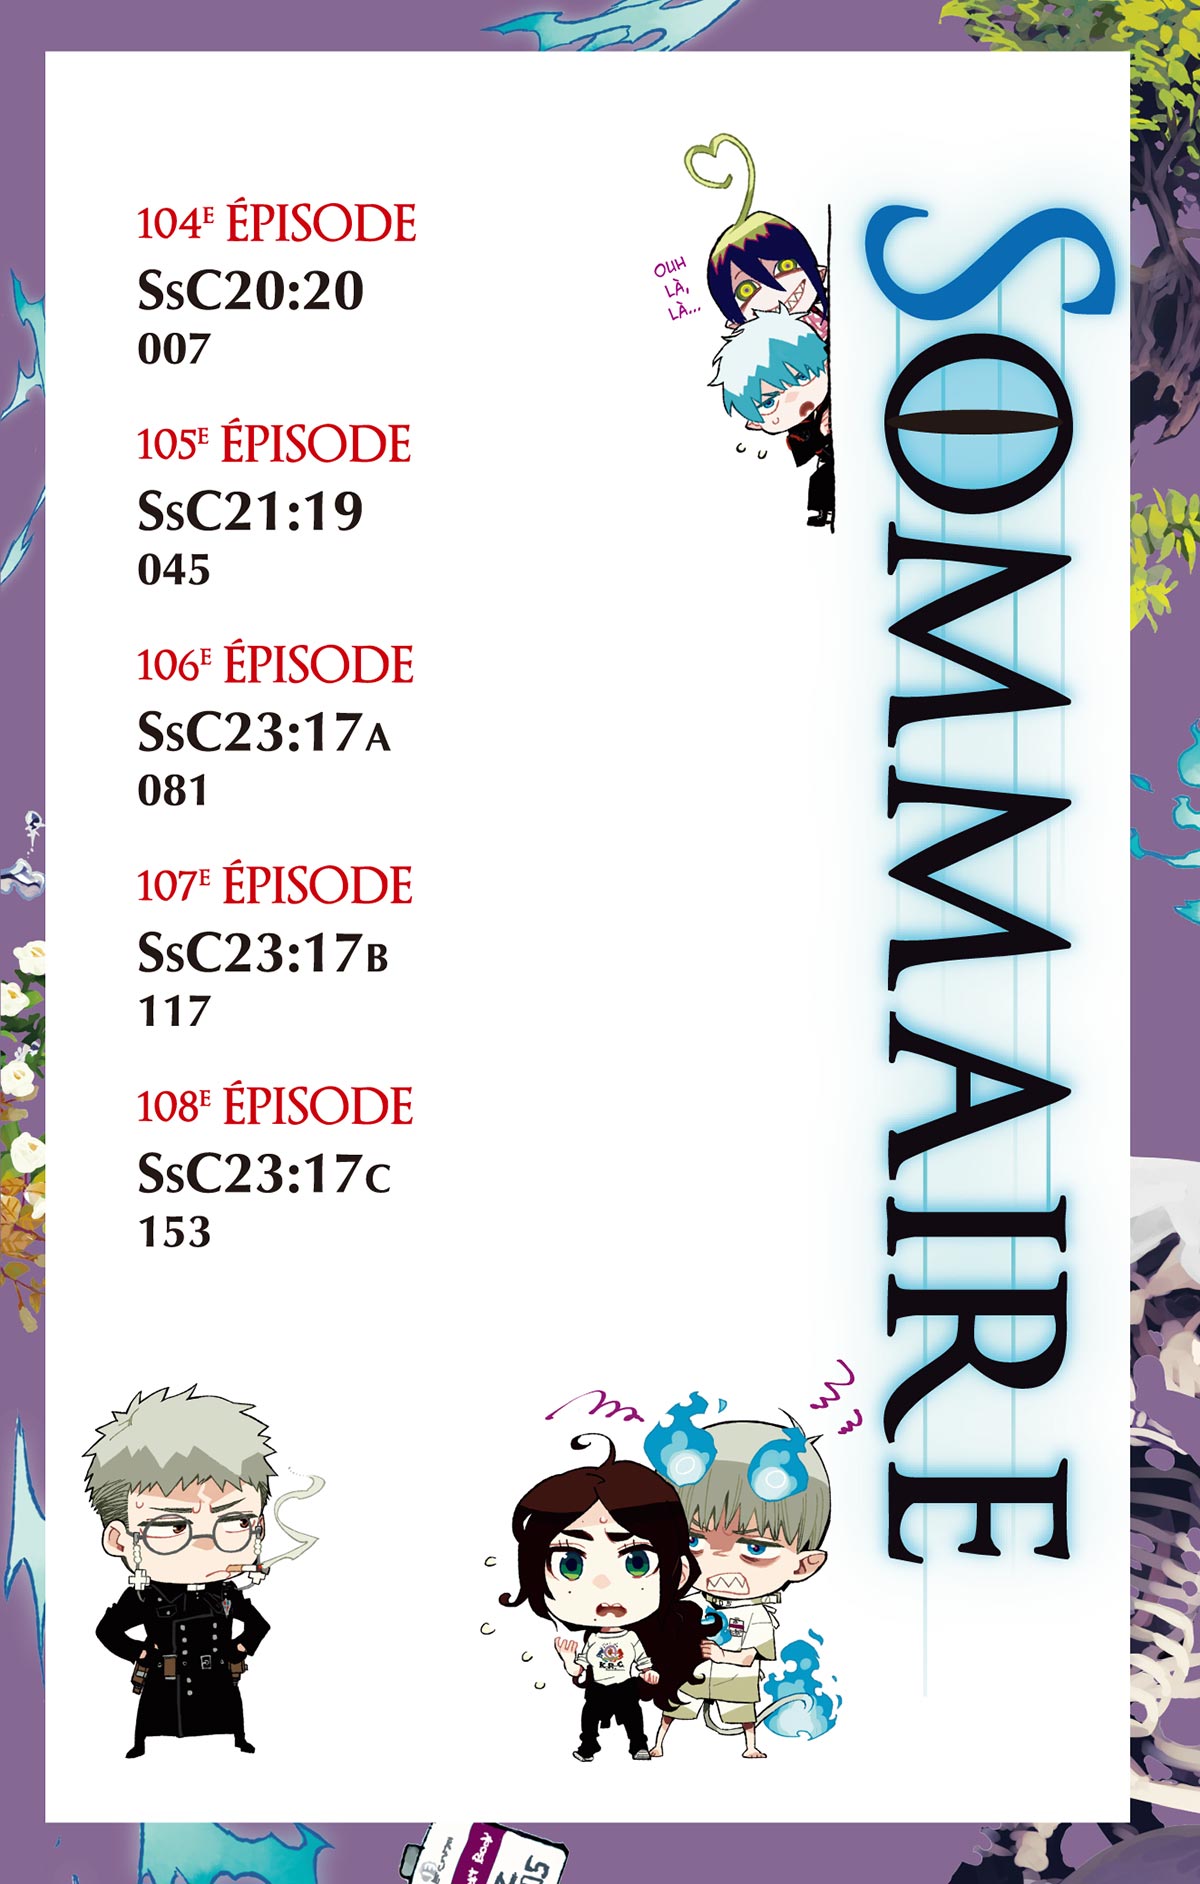 SOMMAIRE
104E ÉPISODE
SsC20:20
007
105E ÉPISODE
SsC21:19
045
106E ÉPISODE
SsC23:17A
081
107E ÉPISODE
SsC23:17B
117
108E ÉPISODE
SsC23:17C
153
OUH
LÀ,
LÀ...
K.R.C.
Body